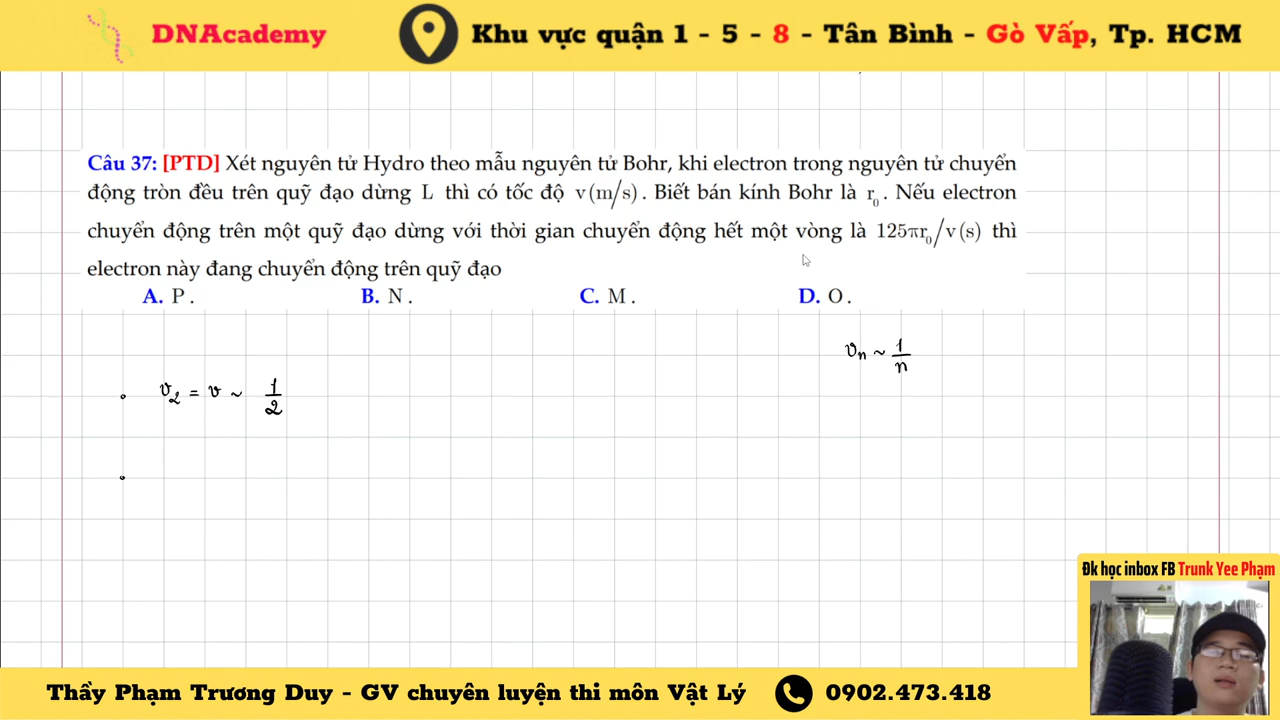 DNAcademy
Khu vực quận 1 - 5 - 8 - Tân Bình - Gò Vấp, Tp. HCM
Câu 37: [PTD] Xét nguyên tử Hydro theo mẫu nguyên tử Bohr, khi electron trong nguyên tử chuyển
động tròn đều trên quỹ đạo dừng L thì có tốc độ v(m/s). Biết bán kính Bohr là r₀. Nếu electron
chuyển động trên một quỹ đạo dừng với thời gian chuyển động hết một vòng là 125πr₀/v(s) thì
electron này đang chuyển động trên quỹ đạo
A. P. B. N. C. M. D. O.
vₙ ~ 1/n
• v₂ = v ~ 1/2
•
Đk học inbox FB Trunk Yee Phạm
Thầy Phạm Trương Duy - GV chuyên luyện thi môn Vật Lý 0902.473.418